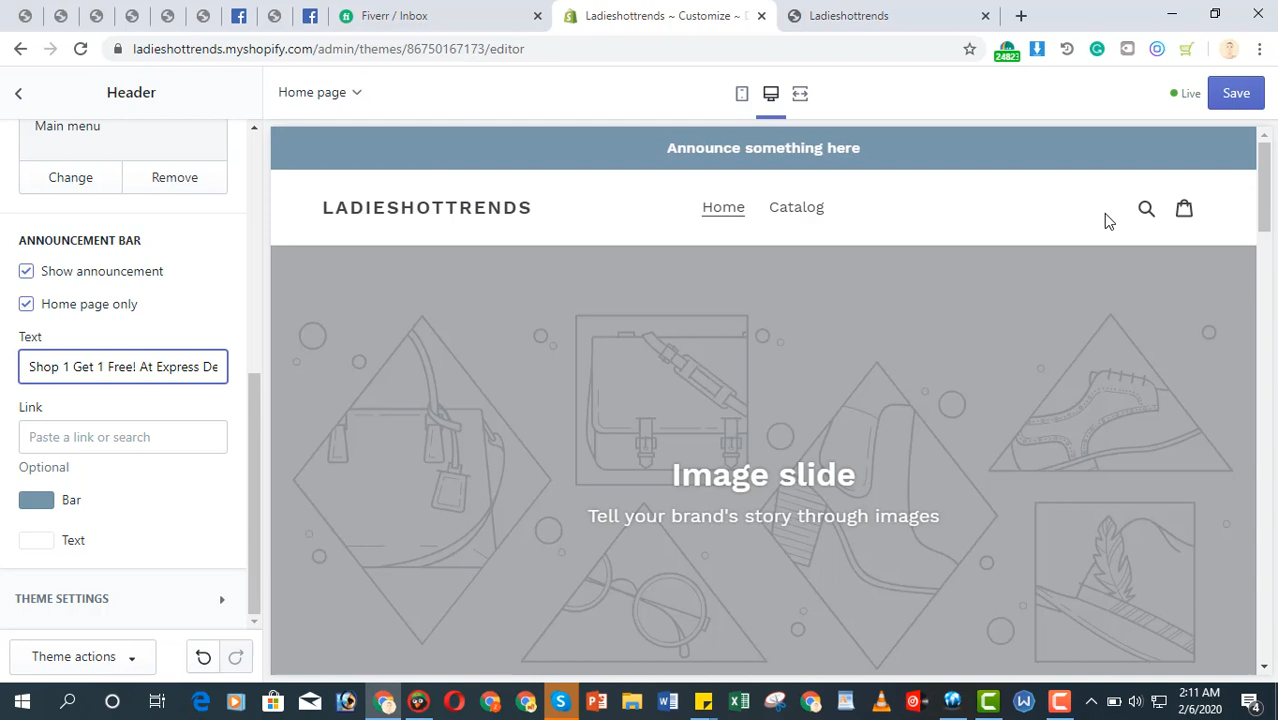 Fiverr / Inbox
Ladieshottrends ~ Customize ~
Ladieshottrends
ladieshottrends.myshopify.com/admin/themes/86750167173/editor
24823
Header
Home page
Live
Save
Main menu
Change
Remove
ANNOUNCEMENT BAR
Show announcement
Home page only
Text
Shop 1 Get 1 Free! At Express De
Link
Paste a link or search
Optional
Bar
Text
THEME SETTINGS
Theme actions
Announce something here
LADIESHOTTRENDS
Home
Catalog
Image slide
Tell your brand's story through images
2:11 AM
2/6/2020
4